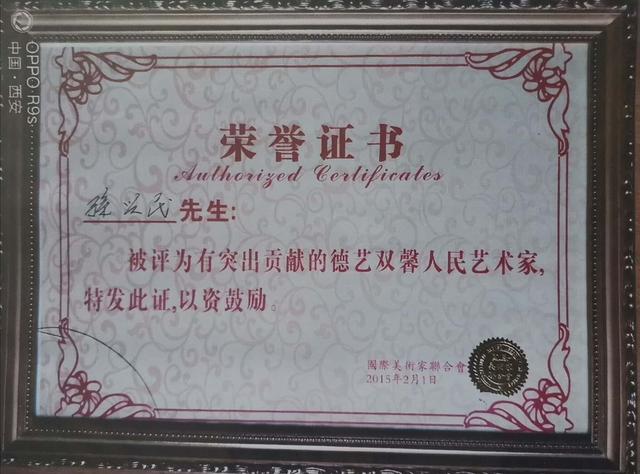 荣誉证书
Authorized Certificates
孫兴民先生:
被评为有突出贡献的德艺双馨人民艺术家,
特发此证,以资鼓励。
國際美術家聯合會
2015年2月1日
OPPO R9s
中国·西安